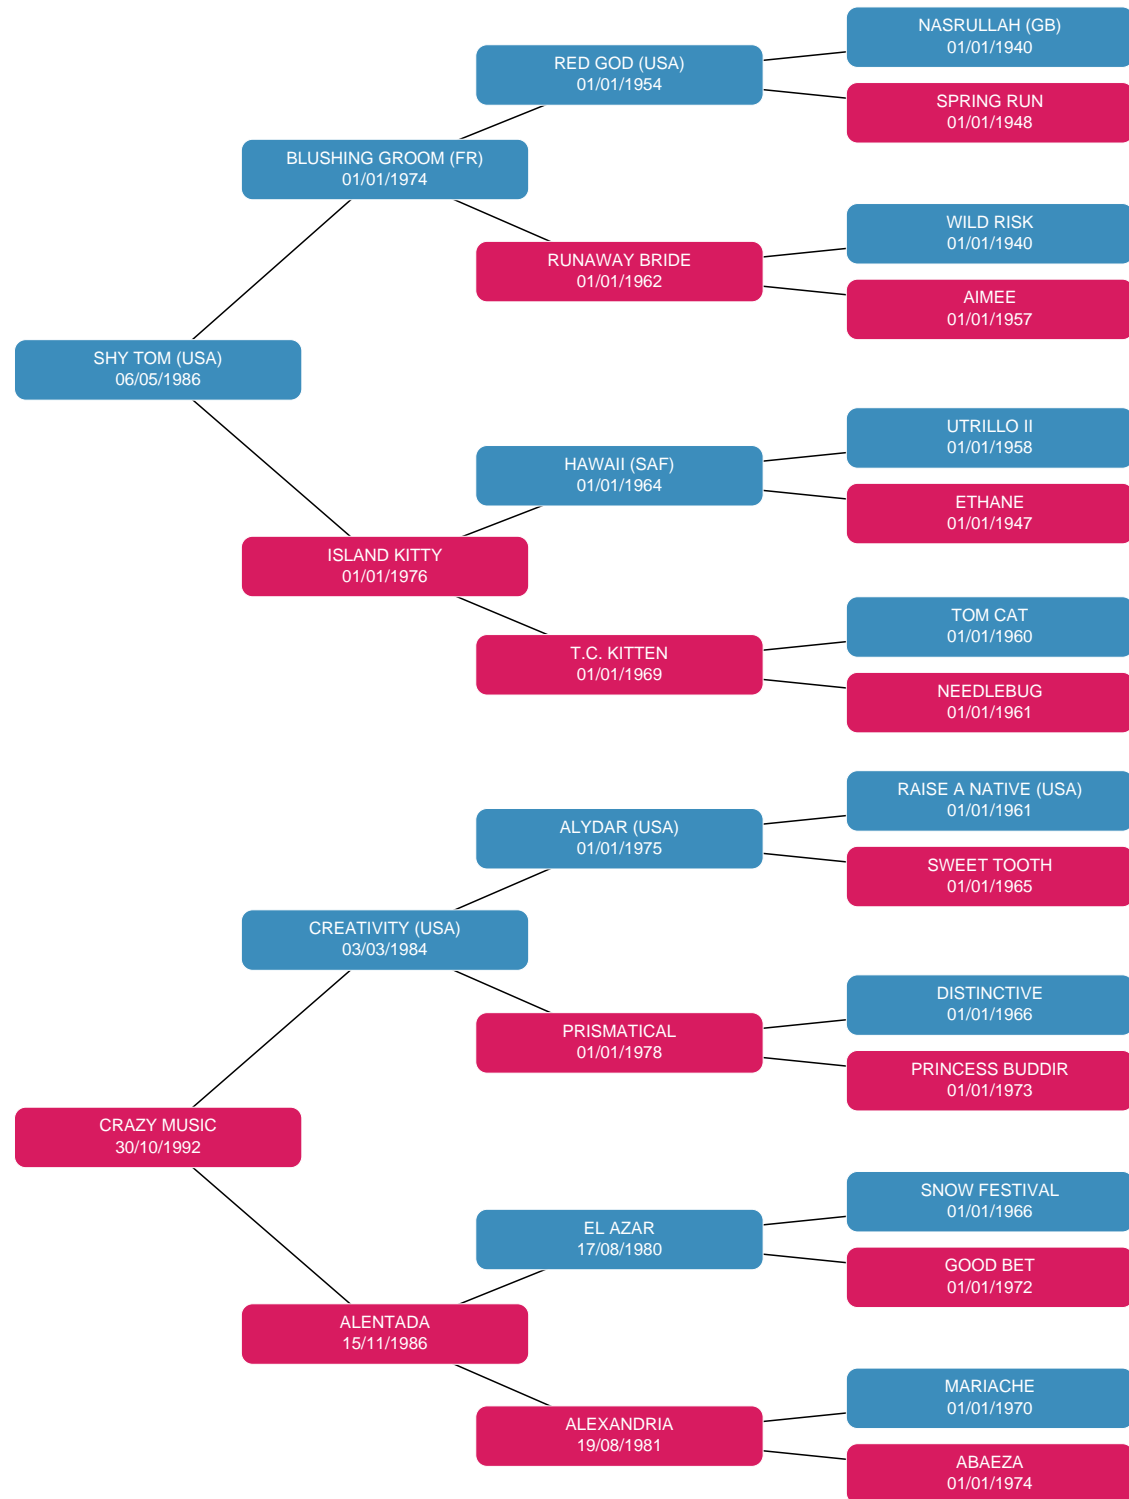 NASRULLAH (GB)
01/01/1940
RED GOD (USA)
01/01/1954
SPRING RUN
01/01/1948
BLUSHING GROOM (FR)
01/01/1974
WILD RISK
01/01/1940
RUNAWAY BRIDE
01/01/1962
AIMEE
01/01/1957
SHY TOM (USA)
06/05/1986
UTRILLO II
01/01/1958
HAWAII (SAF)
01/01/1964
ETHANE
01/01/1947
ISLAND KITTY
01/01/1976
TOM CAT
01/01/1960
T.C. KITTEN
01/01/1969
NEEDLEBUG
01/01/1961
RAISE A NATIVE (USA)
01/01/1961
ALYDAR (USA)
01/01/1975
SWEET TOOTH
01/01/1965
CREATIVITY (USA)
03/03/1984
DISTINCTIVE
01/01/1966
PRISMATICAL
01/01/1978
PRINCESS BUDDIR
01/01/1973
CRAZY MUSIC
30/10/1992
SNOW FESTIVAL
01/01/1966
EL AZAR
17/08/1980
GOOD BET
01/01/1972
ALENTADA
15/11/1986
MARIACHE
01/01/1970
ALEXANDRIA
19/08/1981
ABAEZA
01/01/1974